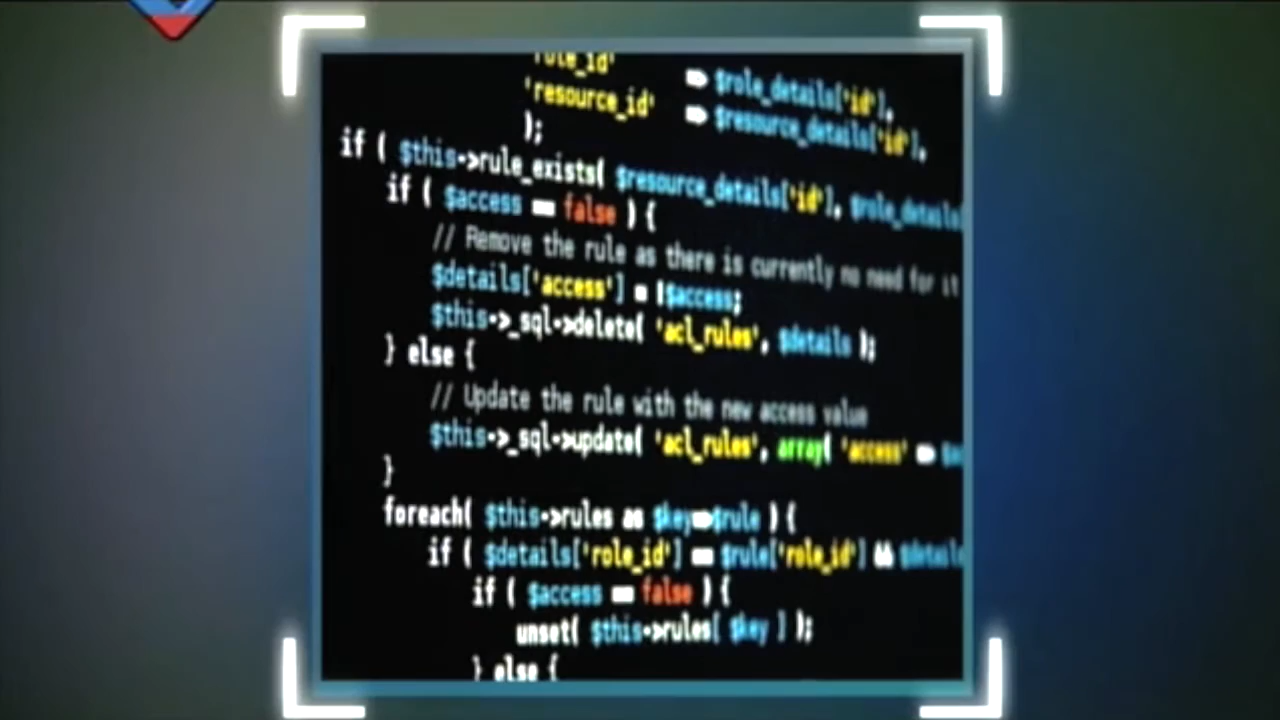 'rule_id' => $role_details['id'],
'resource_id' => $resource_details['id'],
);
if ( $this->rule_exists( $resource_details['id'], $role_details[
if ( $access == false ) {
// Remove the rule as there is currently no need for it
$details['access'] = !$access;
$this->_sql->delete( 'acl_rules', $details );
} else {
// Update the rule with the new access value
$this->_sql->update( 'acl_rules', array( 'access' =>
}
foreach( $this->rules as $key=>$rule ) {
if ( $details['role_id'] == $rule['role_id'] && $details
if ( $access == false ) {
unset( $this->rules[ $key ] );
} else {